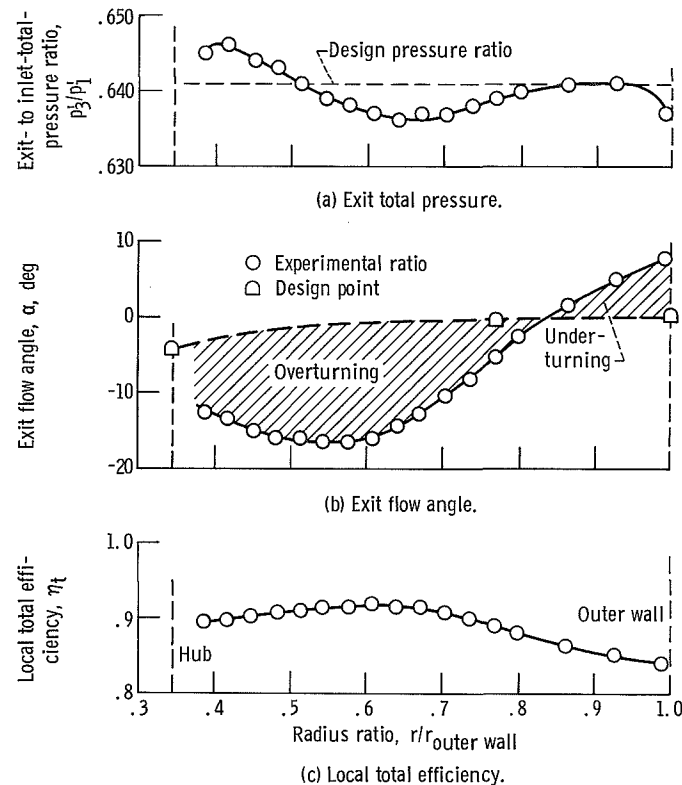 Exit- to inlet-total-
pressure ratio,
p'3/p'1
.650
.640
.630
Design pressure ratio
(a) Exit total pressure.
Exit flow angle, α, deg
10
0
-10
-20
Experimental ratio
Design point
Overturning
Under-
turning
(b) Exit flow angle.
Local total effi-
ciency, ηt
1.0
.9
.8
Hub
Outer wall
.3 .4 .5 .6 .7 .8 .9 1.0
Radius ratio, r/r outer wall
(c) Local total efficiency.